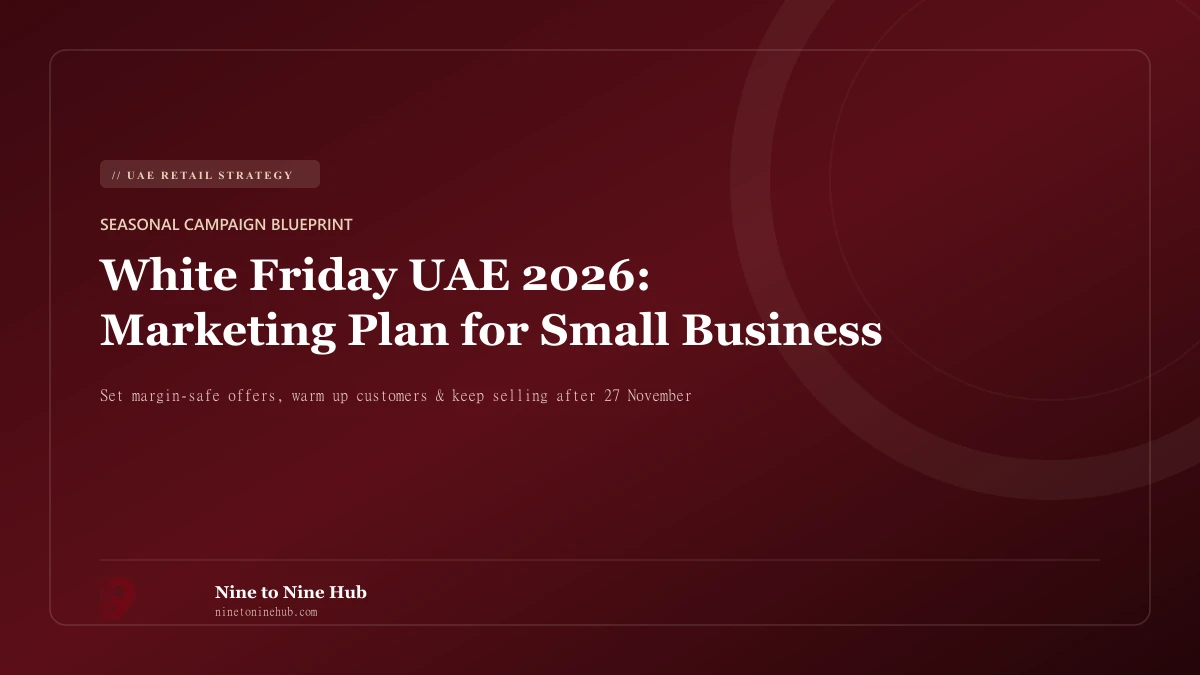 // UAE RETAIL STRATEGY
SEASONAL CAMPAIGN BLUEPRINT
White Friday UAE 2026:
Marketing Plan for Small Business
Set margin-safe offers, warm up customers & keep selling after 27 November
9
Nine to Nine Hub
ninetoninehub.com